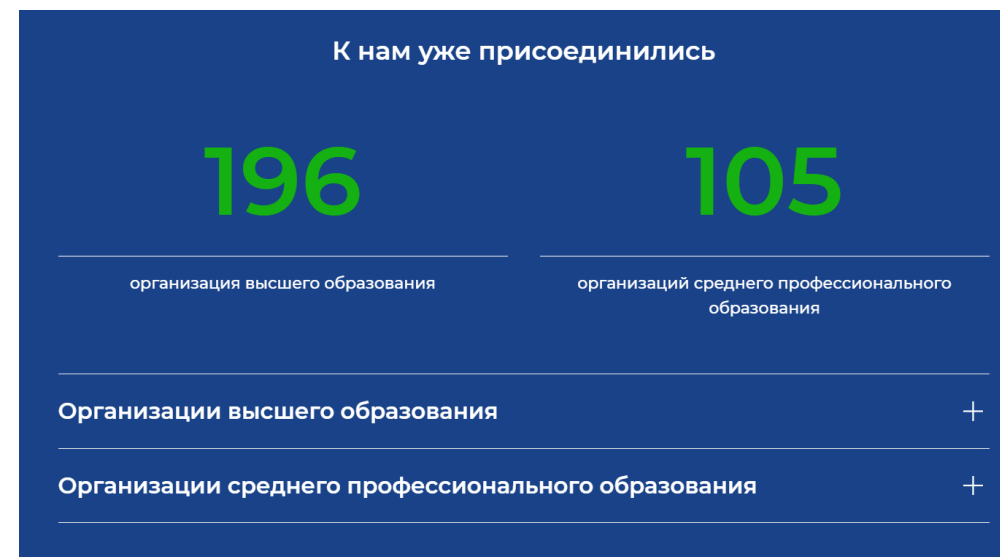 К нам уже присоединились
196
105
организация высшего образования
организаций среднего профессионального
образования
Организации высшего образования
Организации среднего профессионального образования